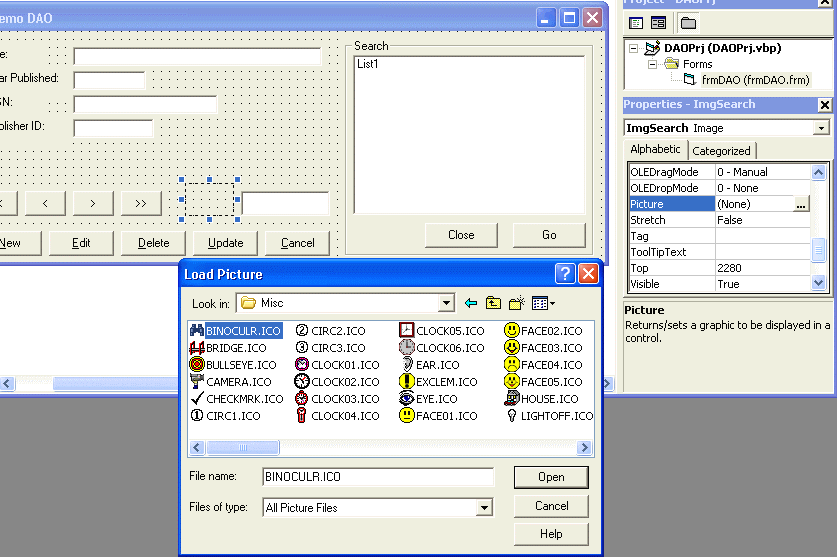 emo DAO
e:
ar Published:
SN:
blisher ID:
<
<
>
>>
New
Edit
Delete
Update
Cancel
Search
List1
Close
Go
Project - DAOPrj
DAOPrj (DAOPrj.vbp)
Forms
frmDAO (frmDAO.frm)
Properties - ImgSearch
ImgSearch Image
Alphabetic Categorized
OLEDragMode 0 - Manual
OLEDropMode 0 - None
Picture (None) ...
Stretch False
Tag
ToolTipText
Top 2280
Visible True
Picture
Returns/sets a graphic to be displayed in a
control.
Load Picture
Look in: Misc
BINOCULR.ICO CIRC2.ICO CLOCK05.ICO FACE02.ICO
BRIDGE.ICO CIRC3.ICO CLOCK06.ICO FACE03.ICO
BULLSEYE.ICO CLOCK01.ICO EAR.ICO FACE04.ICO
CAMERA.ICO CLOCK02.ICO EXCLEM.ICO FACE05.ICO
CHECKMRK.ICO CLOCK03.ICO EYE.ICO HOUSE.ICO
CIRC1.ICO CLOCK04.ICO FACE01.ICO LIGHTOFF.ICO
File name: BINOCULR.ICO
Open
Files of type: All Picture Files
Cancel
Help